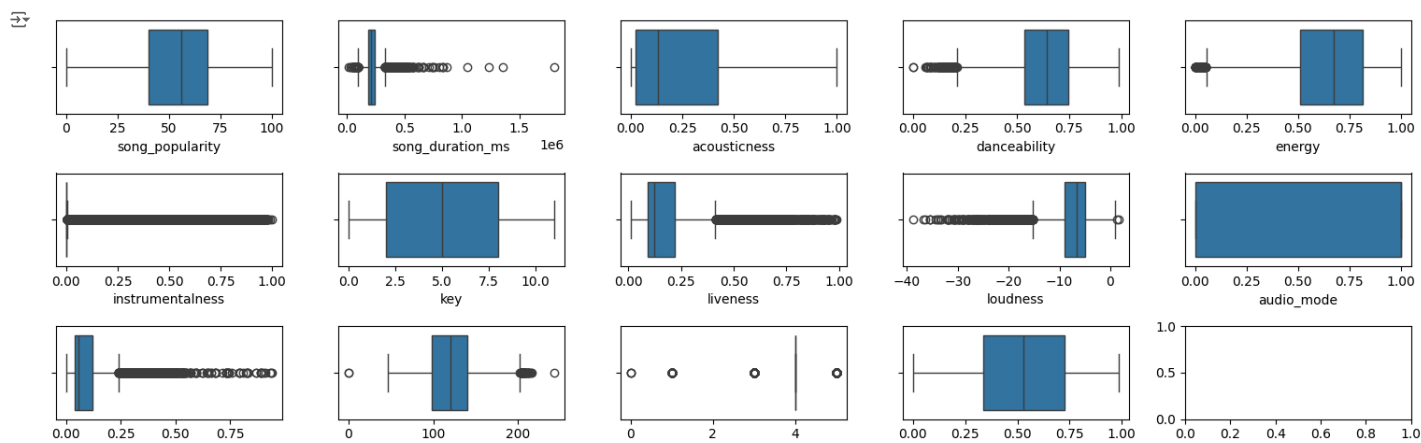 0 25 50 75 100
song_popularity
0.0 0.5 1.0 1.5
1e6
song_duration_ms
0.00 0.25 0.50 0.75 1.00
acousticness
0.00 0.25 0.50 0.75 1.00
danceability
0.00 0.25 0.50 0.75 1.00
energy
0.00 0.25 0.50 0.75 1.00
instrumentalness
0.0 2.5 5.0 7.5 10.0
key
0.00 0.25 0.50 0.75 1.00
liveness
−40 −30 −20 −10 0
loudness
0.00 0.25 0.50 0.75 1.00
audio_mode
0.00 0.25 0.50 0.75
0 100 200
0 2 4
0.00 0.25 0.50 0.75 1.00
1.0
0.5
0.0
0.0 0.2 0.4 0.6 0.8 1.0